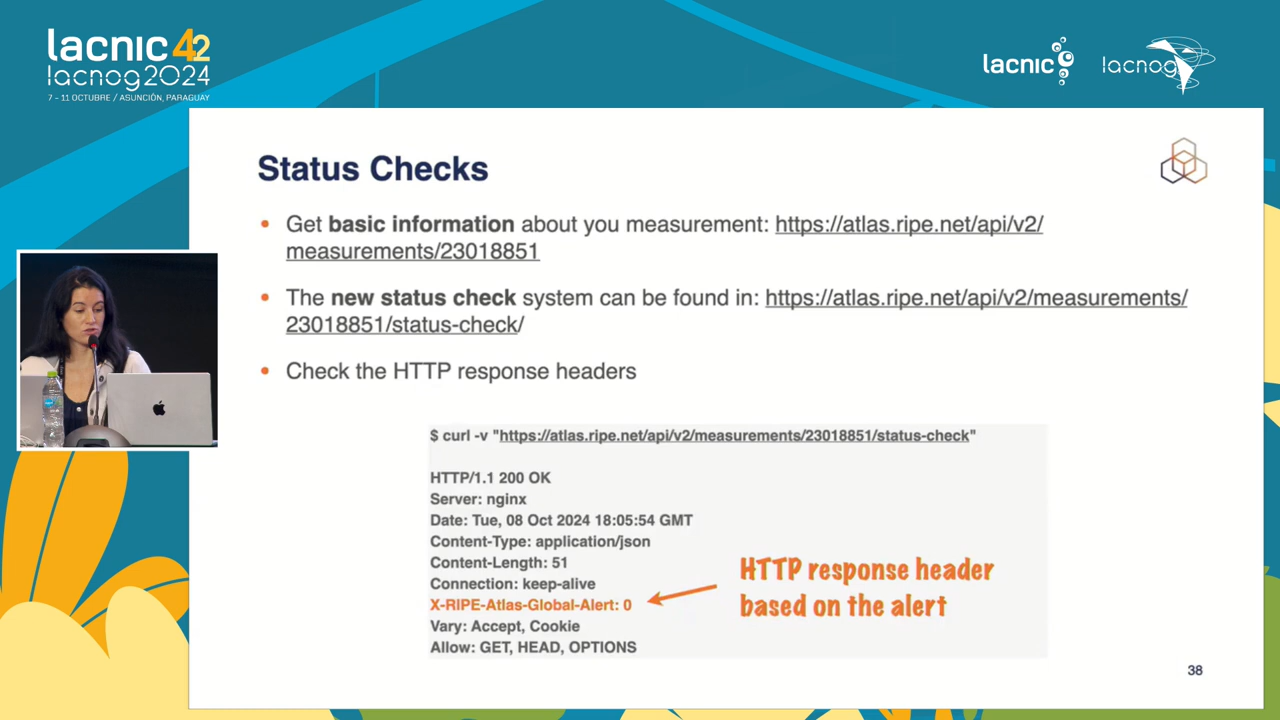 lacnic 42
lacnog2024
7 - 11 OCTUBRE / ASUNCIÓN, PARAGUAY
lacnic
lacnog
Status Checks
• Get basic information about you measurement: https://atlas.ripe.net/api/v2/
measurements/23018851
• The new status check system can be found in: https://atlas.ripe.net/api/v2/measurements/
23018851/status-check/
• Check the HTTP response headers
$ curl -v "https://atlas.ripe.net/api/v2/measurements/23018851/status-check"
HTTP/1.1 200 OK
Server: nginx
Date: Tue, 08 Oct 2024 18:05:54 GMT
Content-Type: application/json
Content-Length: 51
Connection: keep-alive
X-RIPE-Atlas-Global-Alert: 0
Vary: Accept, Cookie
Allow: GET, HEAD, OPTIONS
HTTP response header
based on the alert
38